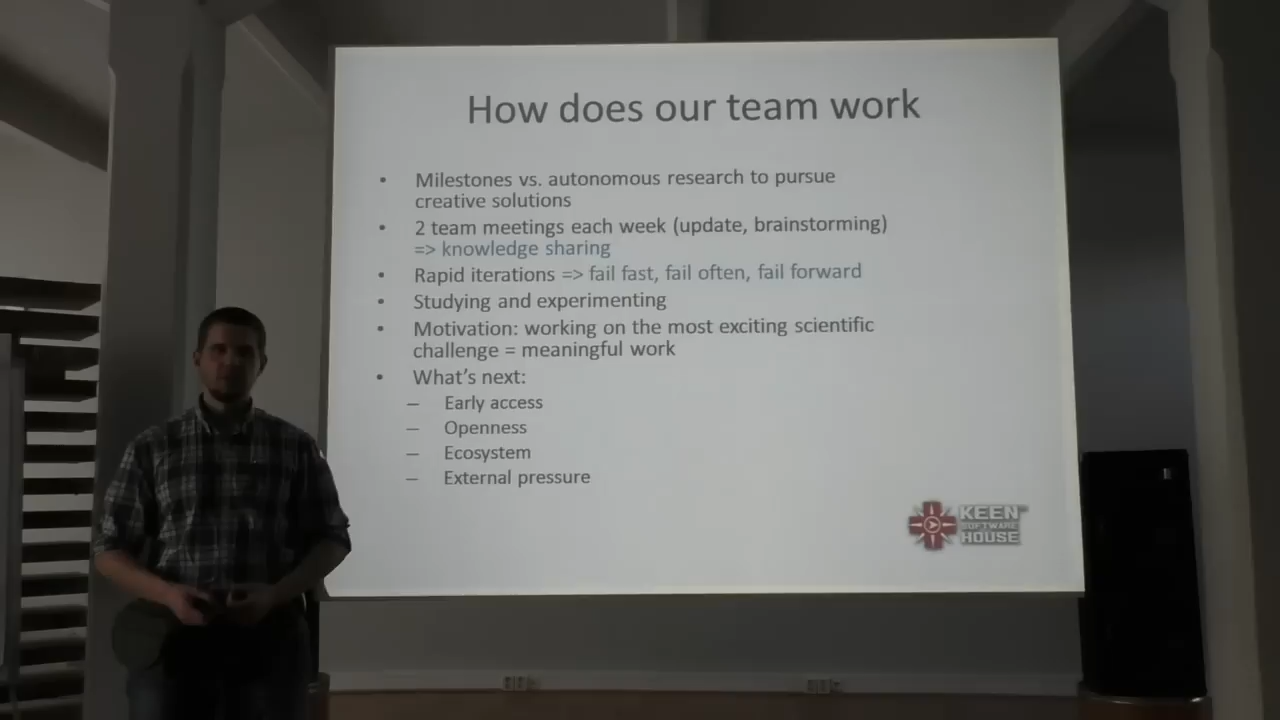 How does our team work
• Milestones vs. autonomous research to pursue
creative solutions
• 2 team meetings each week (update, brainstorming)
=> knowledge sharing
• Rapid iterations => fail fast, fail often, fail forward
• Studying and experimenting
• Motivation: working on the most exciting scientific
challenge = meaningful work
• What's next:
– Early access
– Openness
– Ecosystem
– External pressure
KEEN
SOFTWARE
HOUSE